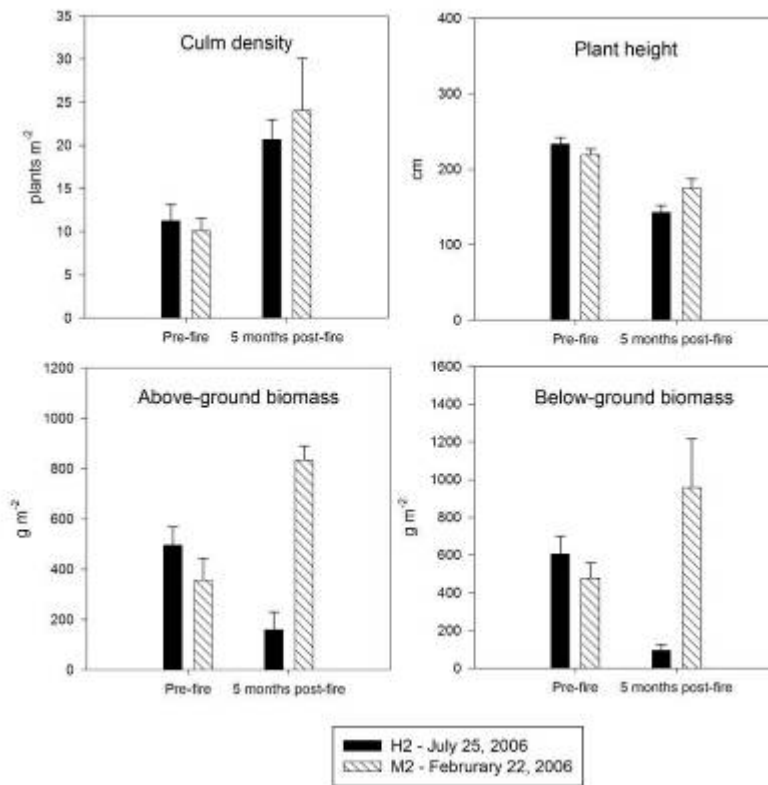 Culm density
35
30
25
20
15
10
5
0
plants m-2
Pre-fire 5 months post-fire
Plant height
400
300
200
100
0
cm
Pre-fire 5 months post-fire
Above-ground biomass
1200
1000
800
600
400
200
0
g m-2
Pre-fire 5 months post-fire
Below-ground biomass
1600
1400
1200
1000
800
600
400
200
0
g m-2
Pre-fire 5 months post-fire
H2 - July 25, 2006
M2 - Februrary 22, 2006